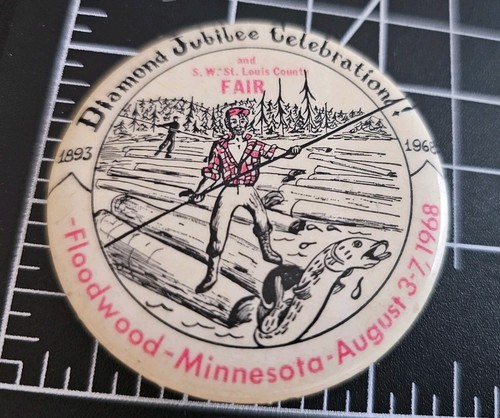 Diamond Jubilee Celebration!
and
S. W. St. Louis County
FAIR
1893
1968
-Floodwood-Minnesota-August 3-7, 1968